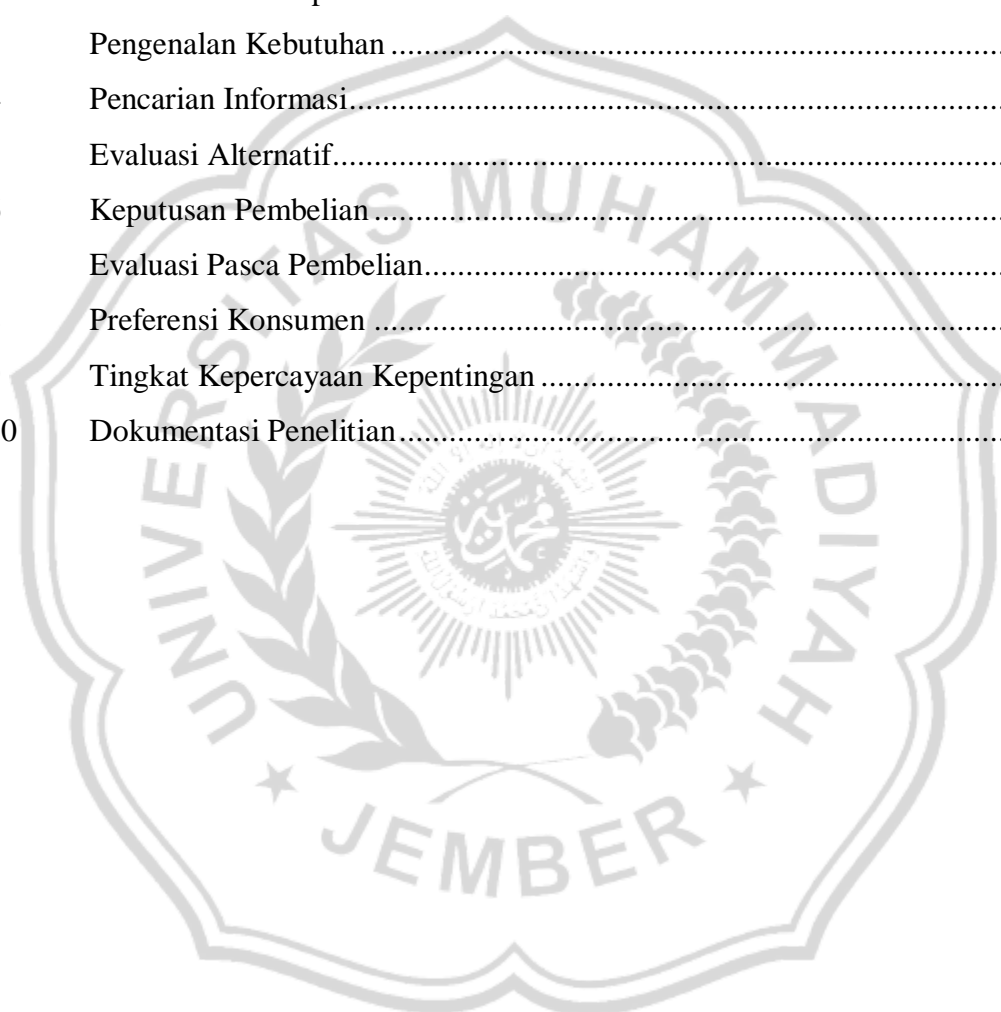 Pengenalan Kebutuhan ................................................................................
Pencarian Informasi................................................................................
Evaluasi Alternatif................................................................................
Keputusan Pembelian ................................................................................
Evaluasi Pasca Pembelian................................................................................
Preferensi Konsumen ................................................................................
Tingkat Kepercayaan Kepentingan ................................................................................
0 Dokumentasi Penelitian................................................................................
UNIVERSITAS MUHAMMADIYAH
JEMBER